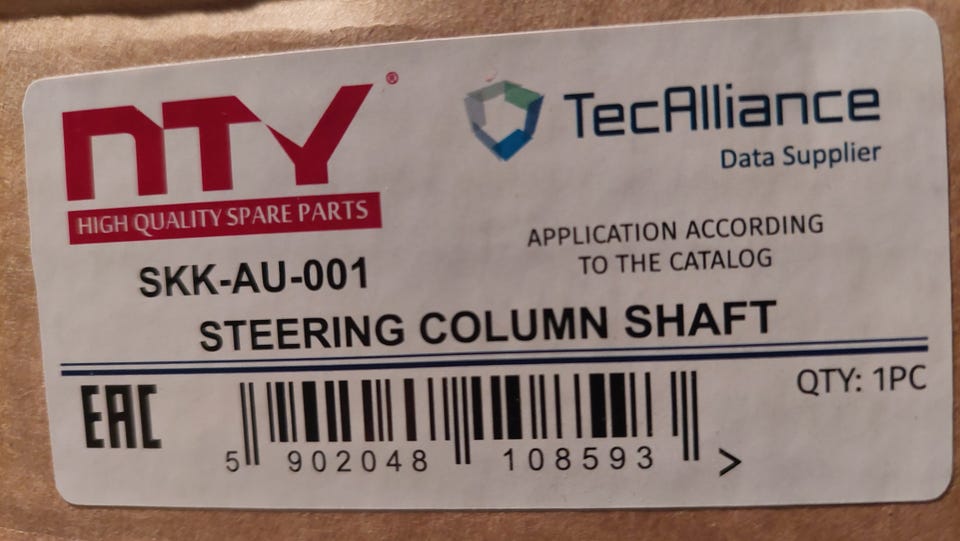 NTY®
HIGH QUALITY SPARE PARTS
TecAlliance
Data Supplier
APPLICATION ACCORDING
TO THE CATALOG
SKK-AU-001
STEERING COLUMN SHAFT
EAC
QTY: 1PC
5 902048 108593 >